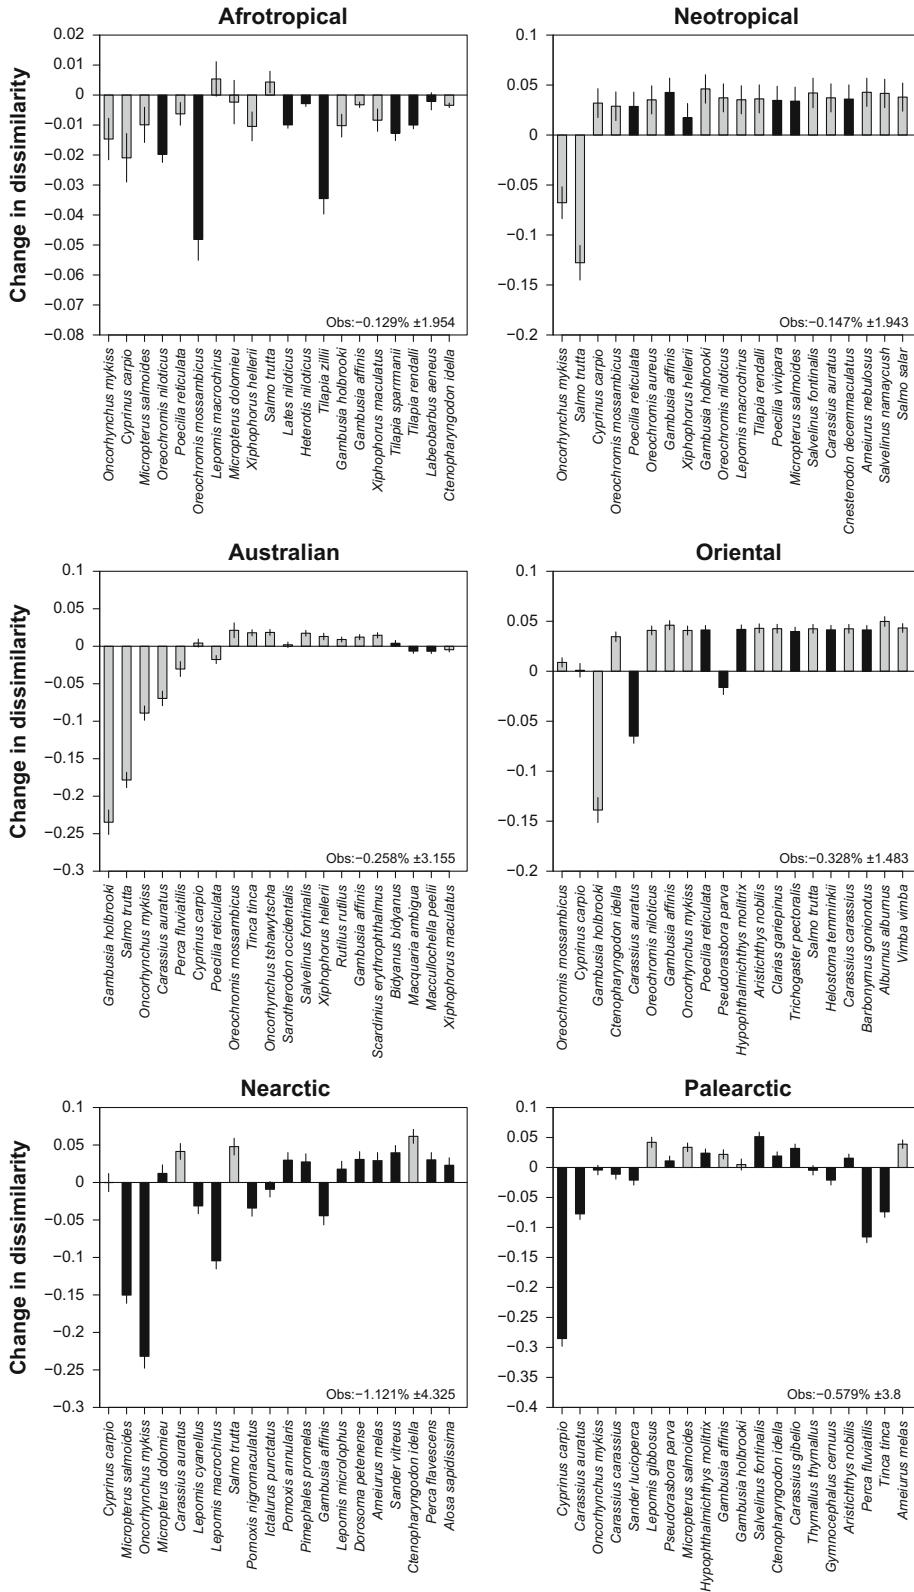 Afrotropical
Change in dissimilarity
0.02
0.01
0
−0.01
−0.02
−0.03
−0.04
−0.05
−0.06
−0.07
−0.08
Obs:−0.129% ±1.954
Oncorhynchus mykiss
Cyprinus carpio
Micropterus salmoides
Oreochromis niloticus
Poecilia reticulata
Oreochromis mossambicus
Lepomis macrochirus
Micropterus dolomieu
Xiphophorus hellerii
Salmo trutta
Lates niloticus
Heterotis niloticus
Tilapia zillii
Gambusia holbrooki
Gambusia affinis
Xiphophorus maculatus
Tilapia sparrmanii
Tilapia rendalli
Labeobarbus aeneus
Ctenopharyngodon idella
Neotropical
0.1
0.05
0
−0.05
−0.1
−0.15
−0.2
Obs:−0.147% ±1.943
Oncorhynchus mykiss
Salmo trutta
Cyprinus carpio
Oreochromis mossambicus
Poecilia reticulata
Oreochromis aureus
Gambusia affinis
Xiphophorus hellerii
Gambusia holbrooki
Oreochromis niloticus
Lepomis macrochirus
Tilapia rendalli
Poecilia vivipara
Micropterus salmoides
Salvelinus fontinalis
Carassius auratus
Cnesterodon decemmaculatus
Ameiurus nebulosus
Salvelinus namaycush
Salmo salar
Australian
Change in dissimilarity
0.1
0.05
0
−0.05
−0.1
−0.15
−0.2
−0.25
−0.3
Obs:−0.258% ±3.155
Gambusia holbrooki
Salmo trutta
Oncorhynchus mykiss
Carassius auratus
Perca fluviatilis
Cyprinus carpio
Poecilia reticulata
Oreochromis mossambicus
Tinca tinca
Oncorhynchus tshawytscha
Sarotherodon occidentalis
Salvelinus fontinalis
Xiphophorus hellerii
Rutilus rutilus
Gambusia affinis
Scardinius erythrophthalmus
Bidyanus bidyanus
Macquaria ambigua
Maccullochella peelii
Xiphophorus maculatus
Oriental
0.1
0.05
0
−0.05
−0.1
−0.15
−0.2
Obs:−0.328% ±1.483
Oreochromis mossambicus
Cyprinus carpio
Gambusia holbrooki
Ctenopharyngodon idella
Carassius auratus
Oreochromis niloticus
Gambusia affinis
Oncorhynchus mykiss
Poecilia reticulata
Pseudorasbora parva
Hypophthalmichthys molitrix
Aristichthys nobilis
Clarias gariepinus
Trichogaster pectoralis
Salmo trutta
Helostoma temminkii
Carassius carassius
Barbonymus gonionotus
Alburnus alburnus
Vimba vimba
Nearctic
Change in dissimilarity
0.1
0.05
0
−0.05
−0.1
−0.15
−0.2
−0.25
−0.3
Obs:−1.121% ±4.325
Cyprinus carpio
Micropterus salmoides
Oncorhynchus mykiss
Micropterus dolomieu
Carassius auratus
Lepomis cyanellus
Lepomis macrochirus
Salmo trutta
Pomoxis nigromaculatus
Ictalurus punctatus
Pomoxis annularis
Pimephales promelas
Gambusia affinis
Lepomis microlophus
Dorosoma petenense
Ameiurus melas
Sander vitreus
Ctenopharyngodon idella
Perca flavescens
Alosa sapidissima
Palearctic
0.1
0.05
0
−0.05
−0.1
−0.15
−0.2
−0.25
−0.3
−0.35
−0.4
Obs:−0.579% ±3.8
Cyprinus carpio
Carassius auratus
Oncorhynchus mykiss
Carassius carassius
Sander lucioperca
Lepomis gibbosus
Pseudorasbora parva
Micropterus salmoides
Hypophthalmichthys molitrix
Gambusia affinis
Gambusia holbrooki
Salvelinus fontinalis
Ctenopharyngodon idella
Carassius gibelio
Thymallus thymallus
Gymnocephalus cernuus
Aristichthys nobilis
Perca fluviatilis
Tinca tinca
Ameiurus melas